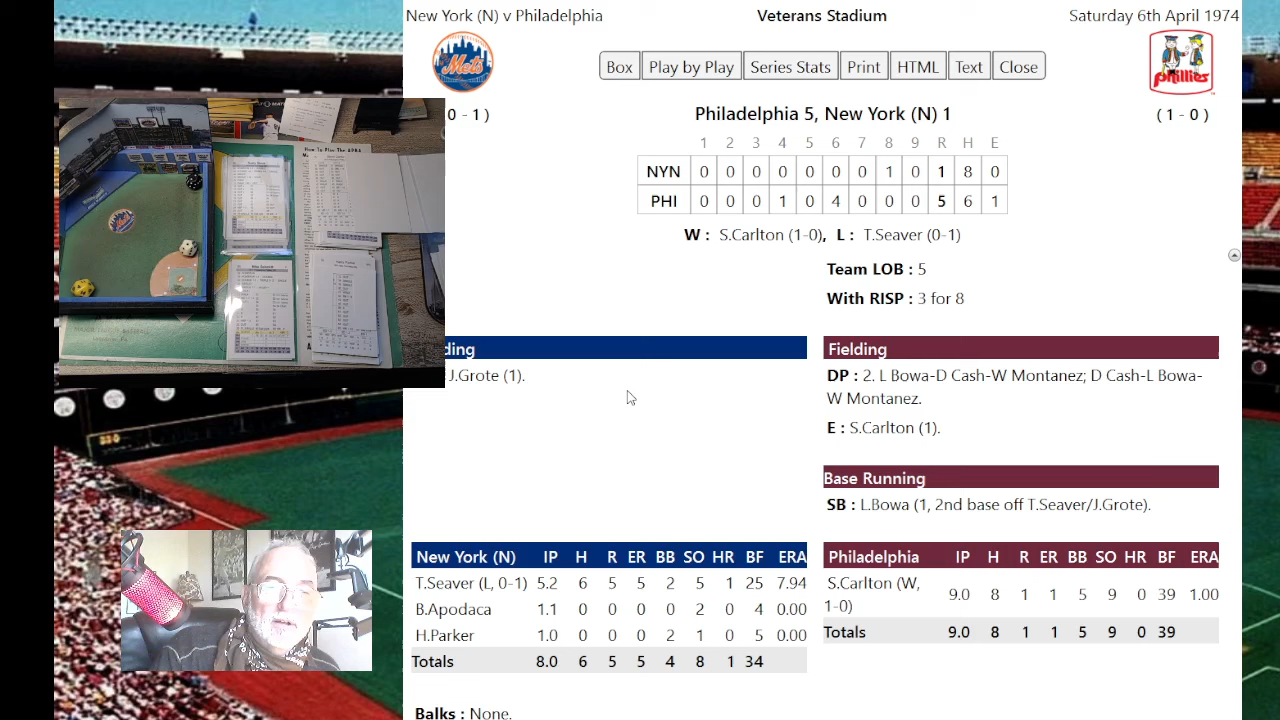 New York (N) v Philadelphia Veterans Stadium Saturday 6th April 1974
Mets
phillies
Box Play by Play Series Stats Print HTML Text Close
0 - 1 ) Philadelphia 5, New York (N) 1 ( 1 - 0 )
1 2 3 4 5 6 7 8 9 R H E
NYN 0 0 0 0 0 0 0 1 0 1 8 0
PHI 0 0 0 1 0 4 0 0 0 5 6 1
W : S.Carlton (1-0), L : T.Seaver (0-1)
Team LOB : 5
With RISP : 3 for 8
ding
J.Grote (1).
Fielding
DP : 2. L Bowa-D Cash-W Montanez; D Cash-L Bowa-
W Montanez.
E : S.Carlton (1).
Base Running
SB : L.Bowa (1, 2nd base off T.Seaver/J.Grote).
New York (N) IP H R ER BB SO HR BF ERA
T.Seaver (L, 0-1) 5.2 6 5 5 2 5 1 25 7.94
B.Apodaca 1.1 0 0 0 0 2 0 4 0.00
H.Parker 1.0 0 0 0 2 1 0 5 0.00
Totals 8.0 6 5 5 4 8 1 34
Philadelphia IP H R ER BB SO HR BF ERA
S.Carlton (W,
1-0) 9.0 8 1 1 5 9 0 39 1.00
Totals 9.0 8 1 1 5 9 0 39
Balks : None.